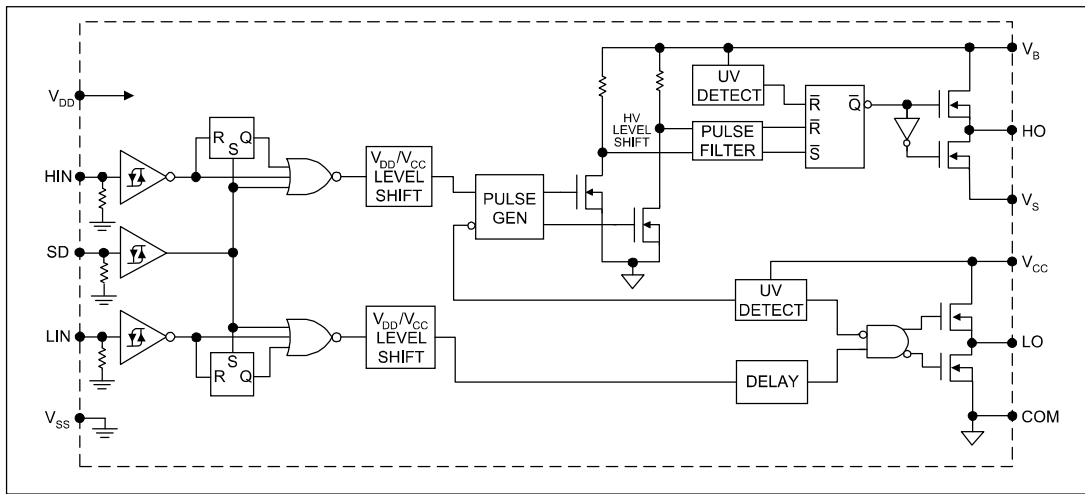 V_B
UV
DETECT
R̅
Q̅
V_DD
HV
LEVEL
SHIFT
PULSE
FILTER
R̅
S̅
HO
R
Q
S
V_DD/V_CC
LEVEL
SHIFT
HIN
PULSE
GEN
V_S
SD
V_CC
UV
DETECT
LIN
V_DD/V_CC
LEVEL
SHIFT
LO
S
R
Q
DELAY
V_SS
COM